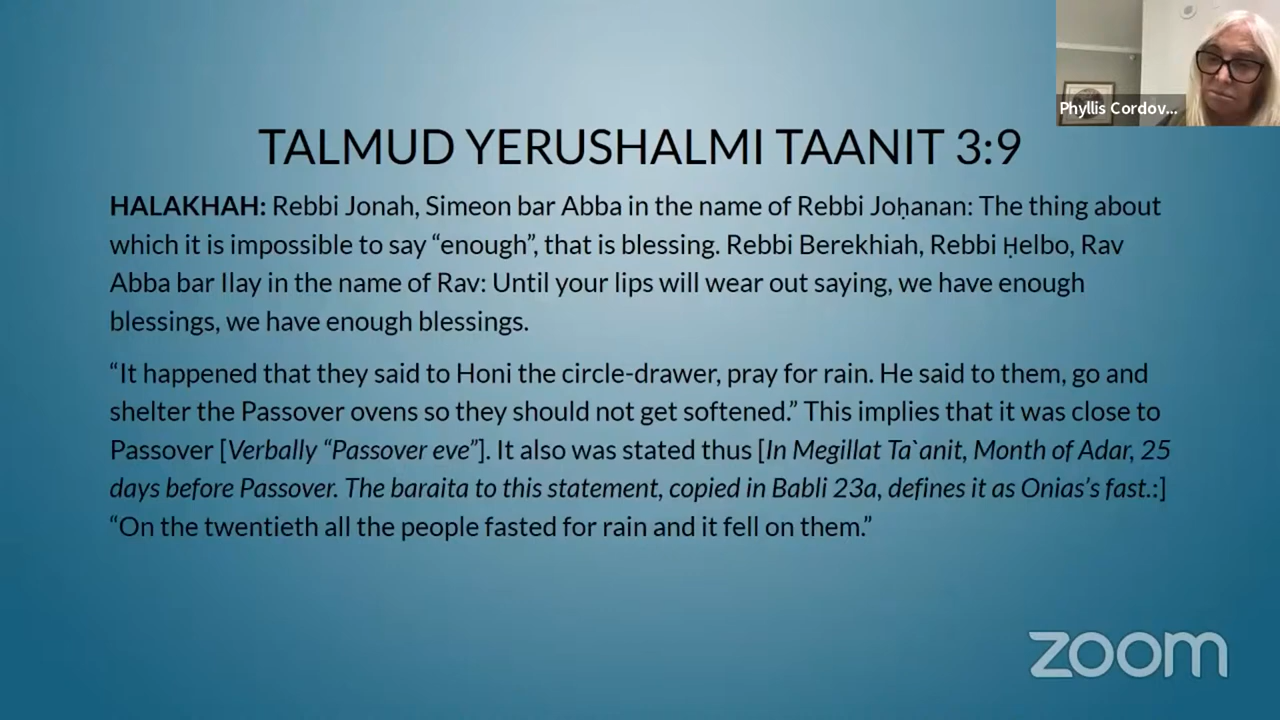 Phyllis Cordov...
TALMUD YERUSHALMI TAANIT 3:9
HALAKHAH: Rebbi Jonah, Simeon bar Abba in the name of Rebbi Joḥanan: The thing about
which it is impossible to say “enough”, that is blessing. Rebbi Berekhiah, Rebbi Ḥelbo, Rav
Abba bar Ilay in the name of Rav: Until your lips will wear out saying, we have enough
blessings, we have enough blessings.
“It happened that they said to Honi the circle-drawer, pray for rain. He said to them, go and
shelter the Passover ovens so they should not get softened.” This implies that it was close to
Passover [Verbally “Passover eve”]. It also was stated thus [In Megillat Ta`anit, Month of Adar, 25
days before Passover. The baraita to this statement, copied in Babli 23a, defines it as Onias’s fast.:]
“On the twentieth all the people fasted for rain and it fell on them.”
zoom